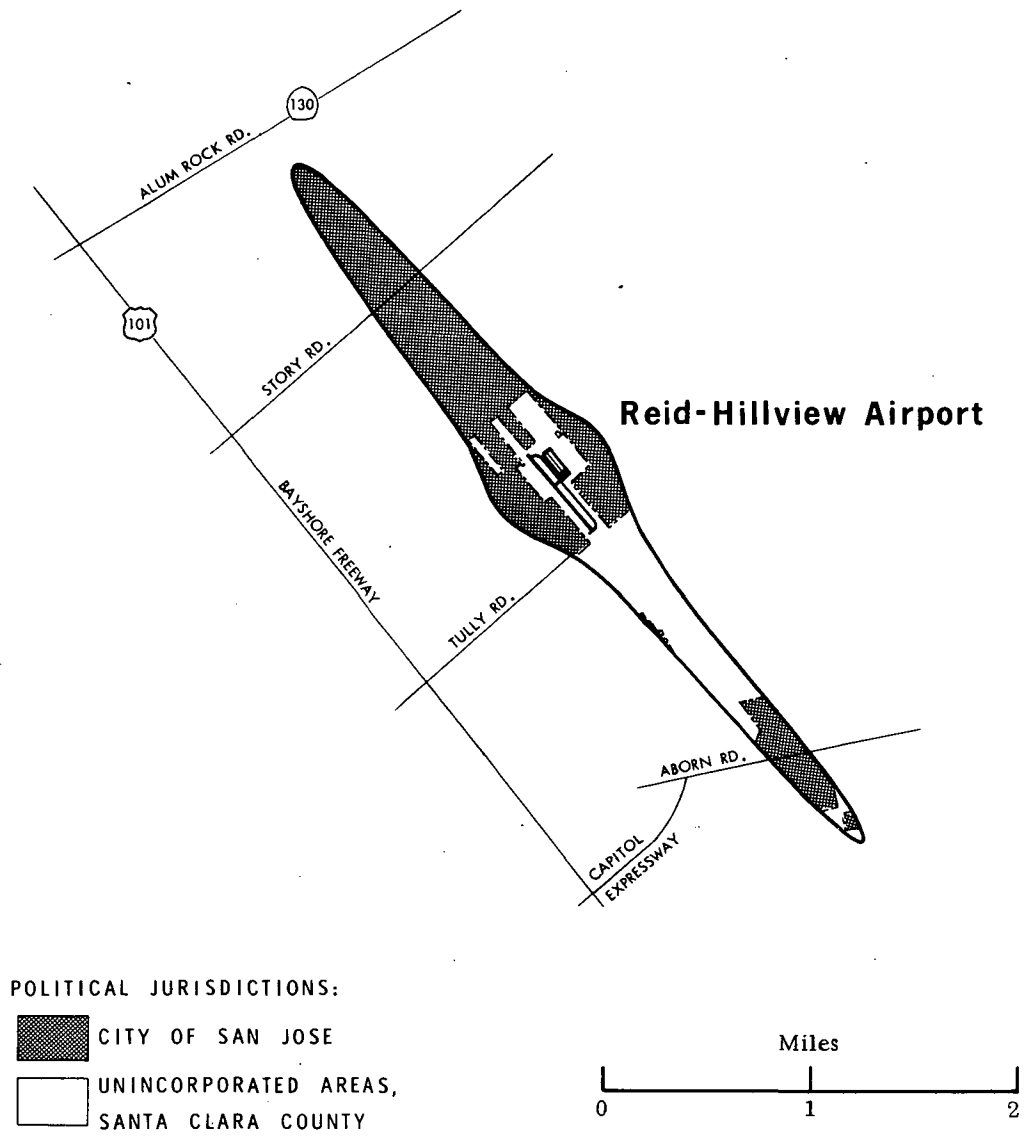 130
ALUM ROCK RD.
101
STORY RD.
Reid-Hillview Airport
BAYSHORE FREEWAY
TULLY RD.
ABORN RD.
CAPITOL
EXPRESSWAY
POLITICAL JURISDICTIONS:
CITY OF SAN JOSE
UNINCORPORATED AREAS,
SANTA CLARA COUNTY
Miles
0 1 2